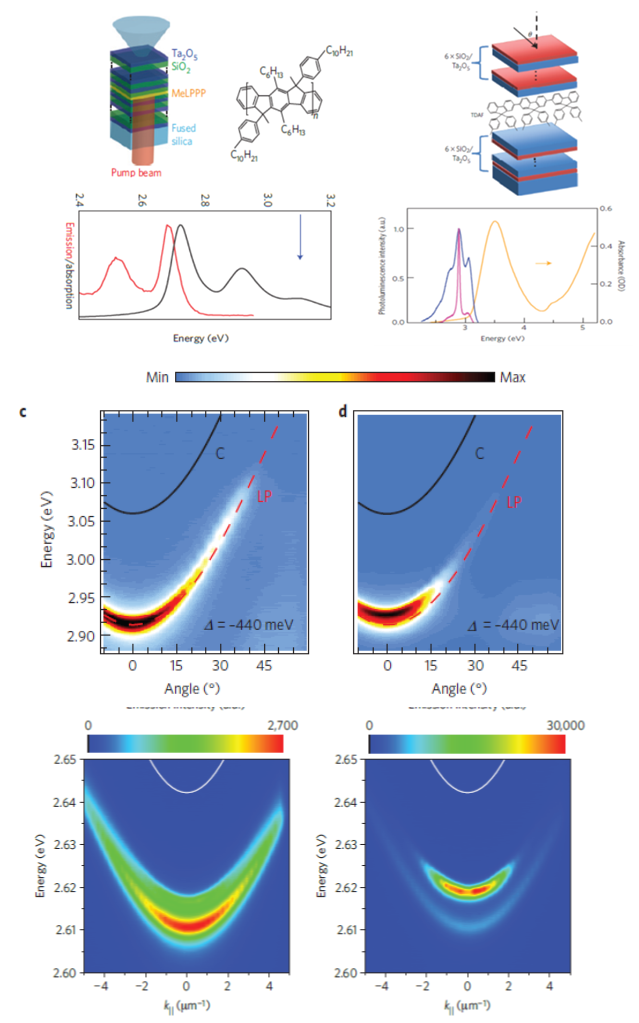 Ta₂O₅
SiO₂
MeLPPP
Fused
silica
Pump beam
C₁₀H₂₁
C₆H₁₃
n
C₆H₁₃
C₁₀H₂₁
θ
6 × SiO₂/
Ta₂O₅
TDAF
6 × SiO₂/
Ta₂O₅
2.4 2.6 2.8 3.0 3.2
Emission/absorption
Energy (eV)
Photoluminescence intensity (a.u.)
1.0
0.5
0.0
0.6
0.4
0.2
0.0
Absorbance (OD)
3 4 5
Energy (eV)
Min Max
c
Energy (eV)
3.15
3.10
3.05
3.00
2.95
2.90
C
LP
Δ = -440 meV
0 15 30 45
Angle (°)
d
C
LP
Δ = -440 meV
0 15 30 45
Angle (°)
0 2,700
Energy (eV)
2.65
2.64
2.63
2.62
2.61
2.60
−4 −2 0 2 4
k|| (μm⁻¹)
0 30,000
Energy (eV)
2.65
2.64
2.63
2.62
2.61
2.60
−4 −2 0 2 4
k|| (μm⁻¹)